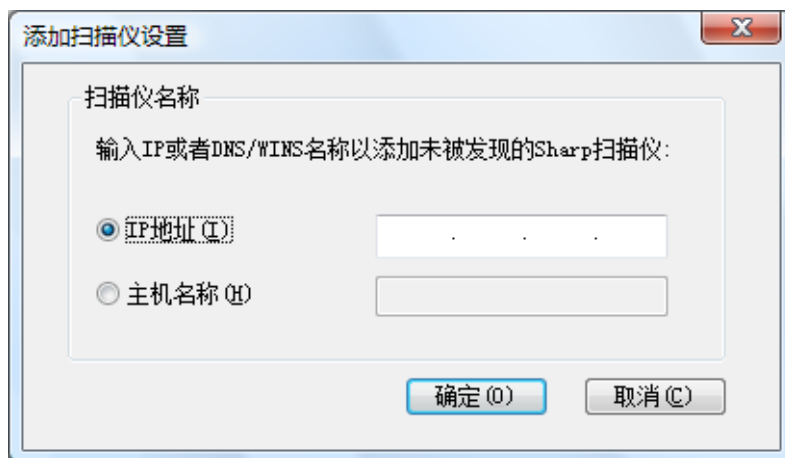 添加扫描仪设置
扫描仪名称
输入IP或者DNS/WINS名称以添加未被发现的Sharp扫描仪:
IP地址(I)
. . .
主机名称(H)
确定(O) 取消(C)